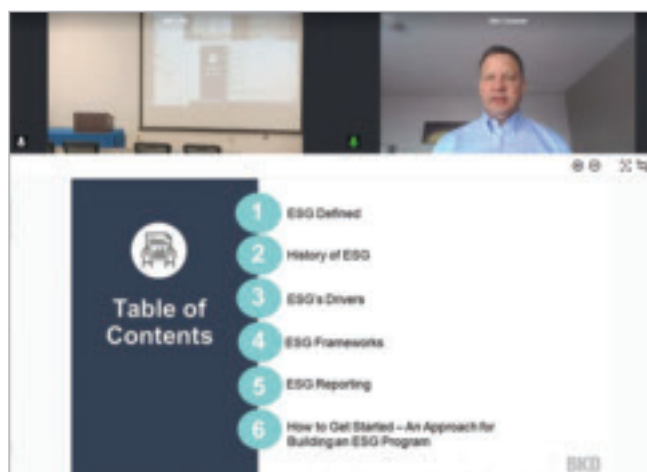 1 ESG Defined
2 History of ESG
3 ESG's Drivers
Table of
Contents
4 ESG Frameworks
5 ESG Reporting
6 How to Get Started – An Approach for
Building an ESG Program
BKD